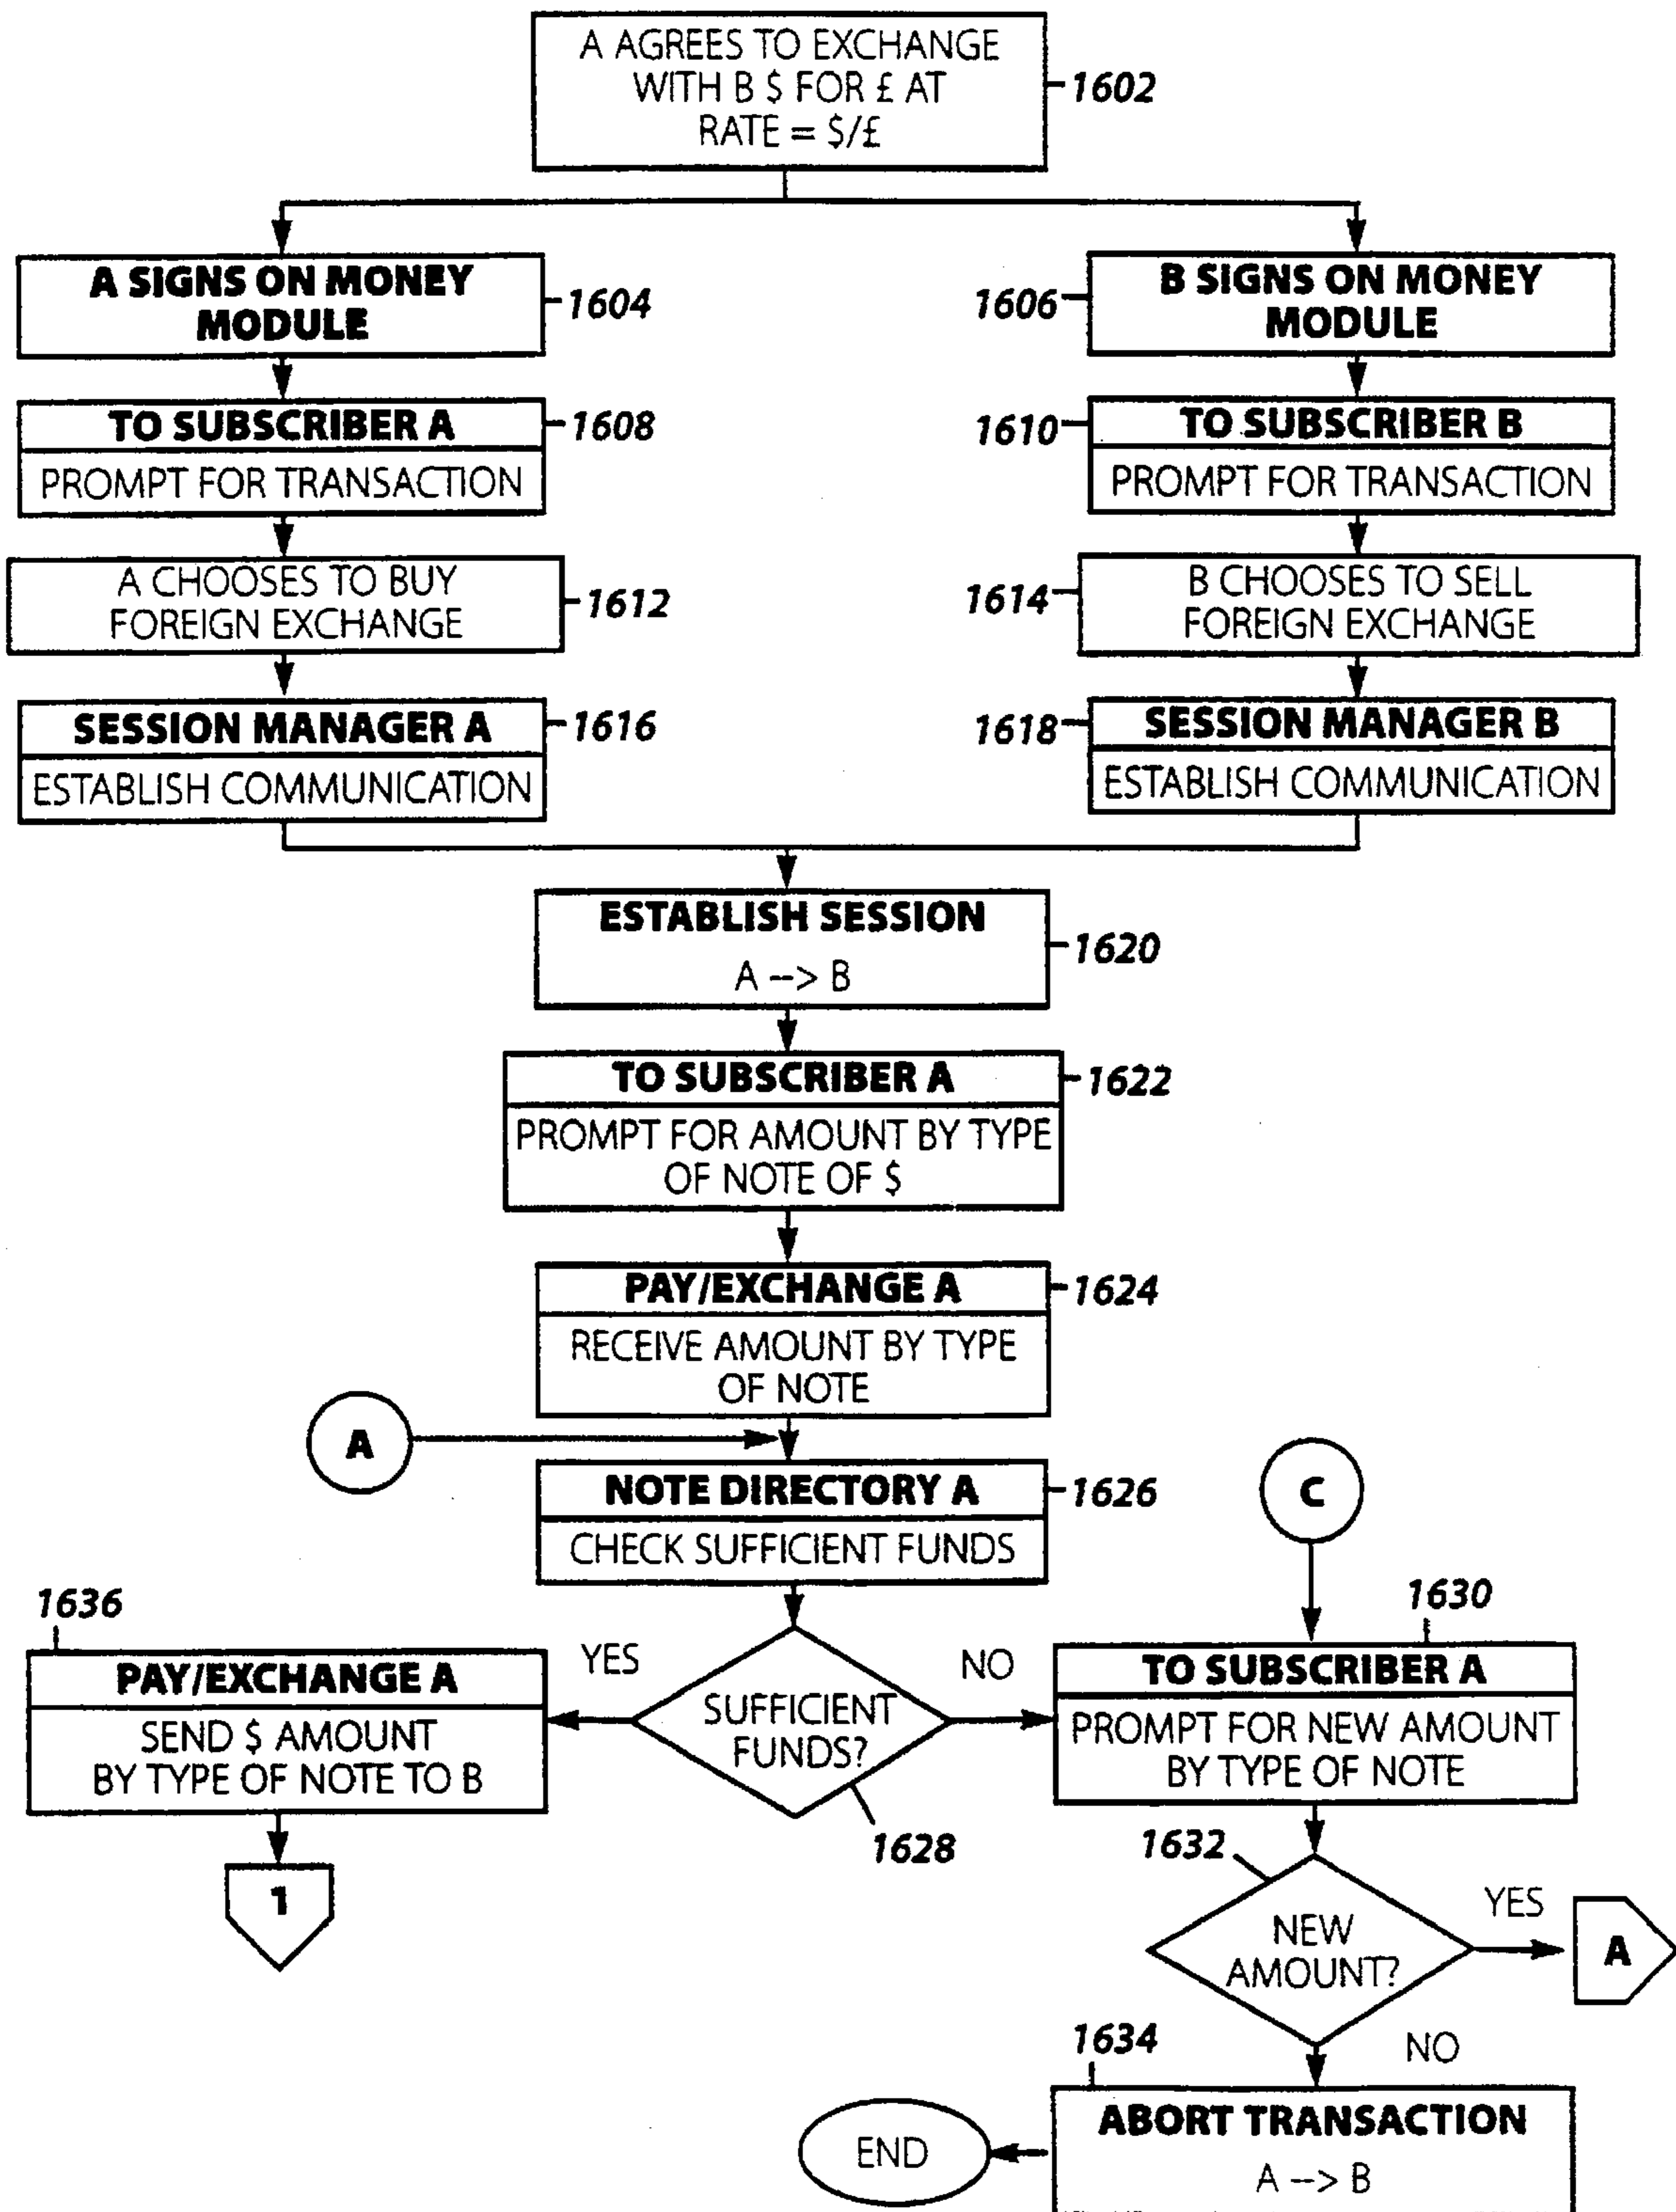 A AGREES TO EXCHANGE
WITH B $ FOR £ AT
RATE = $/£
1602
A SIGNS ON MONEY
MODULE
1604
1606
B SIGNS ON MONEY
MODULE
TO SUBSCRIBER A
1608
PROMPT FOR TRANSACTION
1610
TO SUBSCRIBER B
PROMPT FOR TRANSACTION
A CHOOSES TO BUY
FOREIGN EXCHANGE
1612
1614
B CHOOSES TO SELL
FOREIGN EXCHANGE
SESSION MANAGER A
1616
ESTABLISH COMMUNICATION
1618
SESSION MANAGER B
ESTABLISH COMMUNICATION
ESTABLISH SESSION
A --> B
1620
TO SUBSCRIBER A
1622
PROMPT FOR AMOUNT BY TYPE
OF NOTE OF $
PAY/EXCHANGE A
1624
RECEIVE AMOUNT BY TYPE
OF NOTE
A
NOTE DIRECTORY A
1626
CHECK SUFFICIENT FUNDS
C
1636
PAY/EXCHANGE A
SEND $ AMOUNT
BY TYPE OF NOTE TO B
1
YES
SUFFICIENT
FUNDS?
NO
1628
1630
TO SUBSCRIBER A
PROMPT FOR NEW AMOUNT
BY TYPE OF NOTE
1632
NEW
AMOUNT?
YES
A
NO
1634
ABORT TRANSACTION
A --> B
END